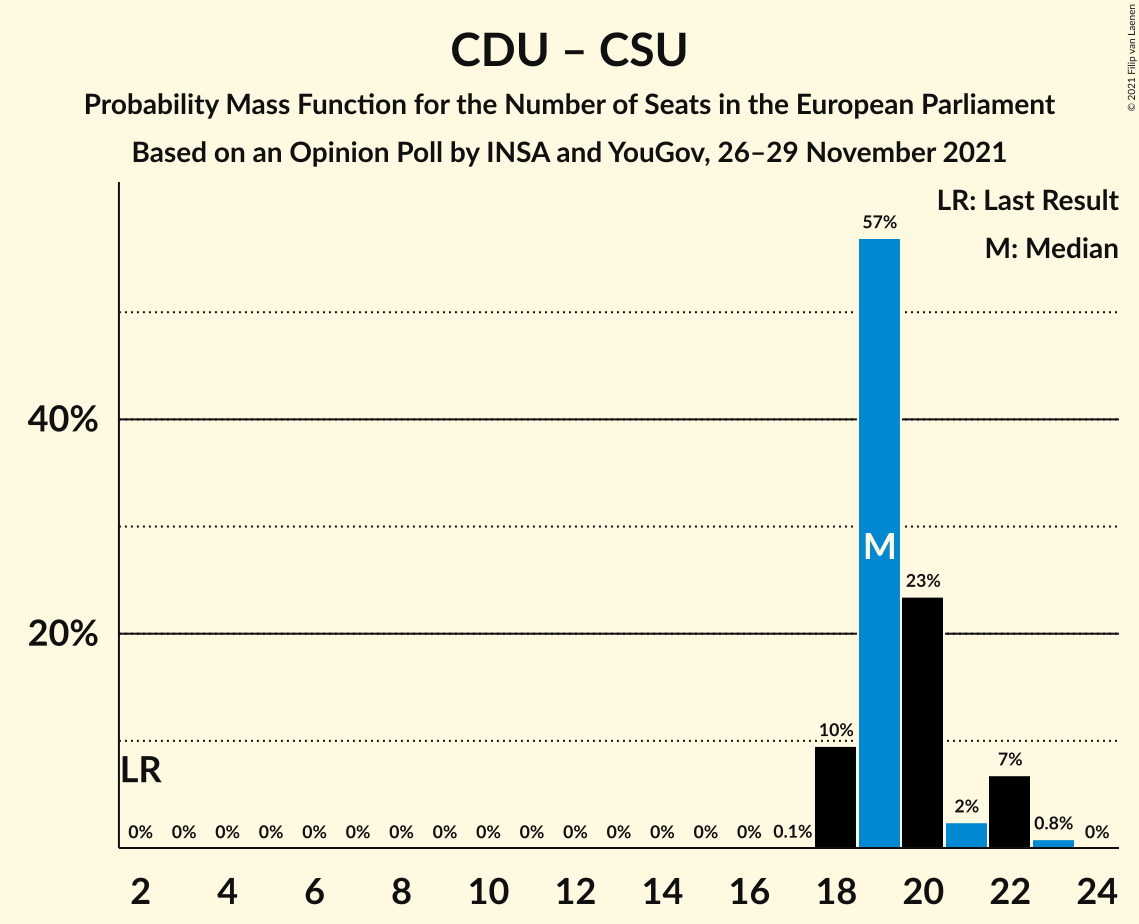 CDU – CSU
Probability Mass Function for the Number of Seats in the European Parliament
Based on an Opinion Poll by INSA and YouGov, 26–29 November 2021
© 2021 Filip van Laenen
LR: Last Result
M: Median
57%
40%
M
23%
20%
10%
7%
LR
2%
0.8%
0% 0% 0% 0% 0% 0% 0% 0% 0% 0% 0% 0% 0% 0% 0% 0.1% 0%
2 4 6 8 10 12 14 16 18 20 22 24